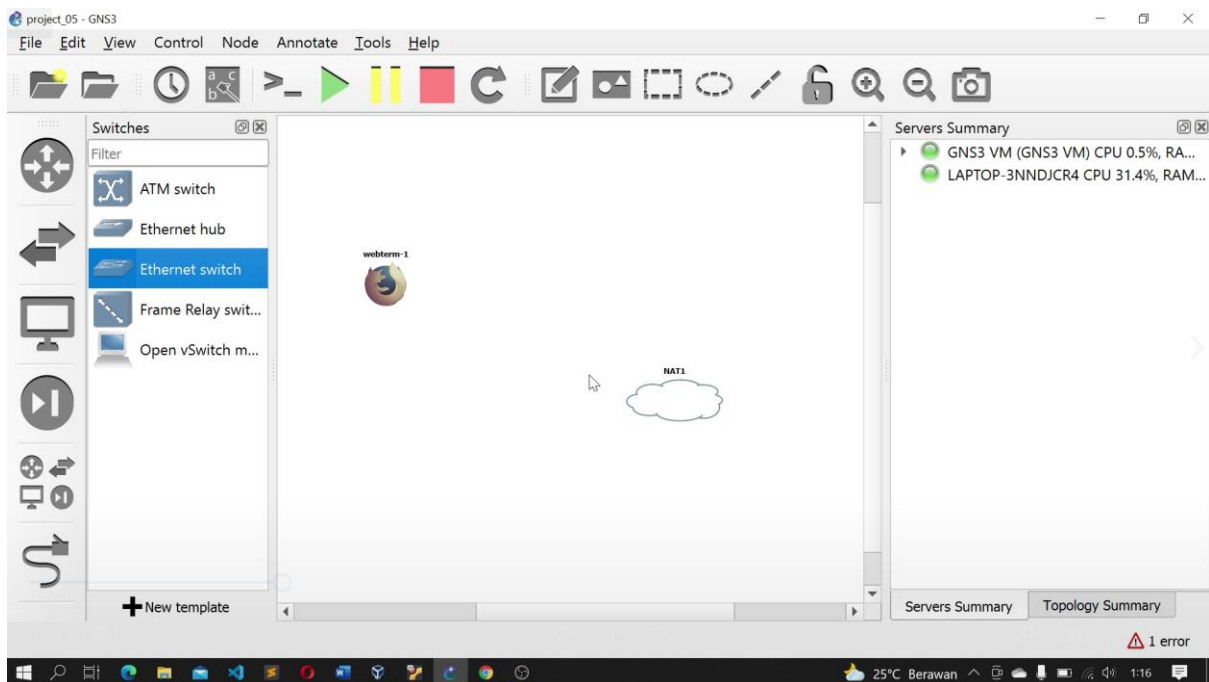 project_05 - GNS3
File Edit View Control Node Annotate Tools Help
Switches
Filter
ATM switch
Ethernet hub
Ethernet switch
Frame Relay swit...
Open vSwitch m...
New template
webterm-1
NAT1
Servers Summary
GNS3 VM (GNS3 VM) CPU 0.5%, RA...
LAPTOP-3NNDJCR4 CPU 31.4%, RAM...
Servers Summary Topology Summary
1 error
25°C Berawan 1:16